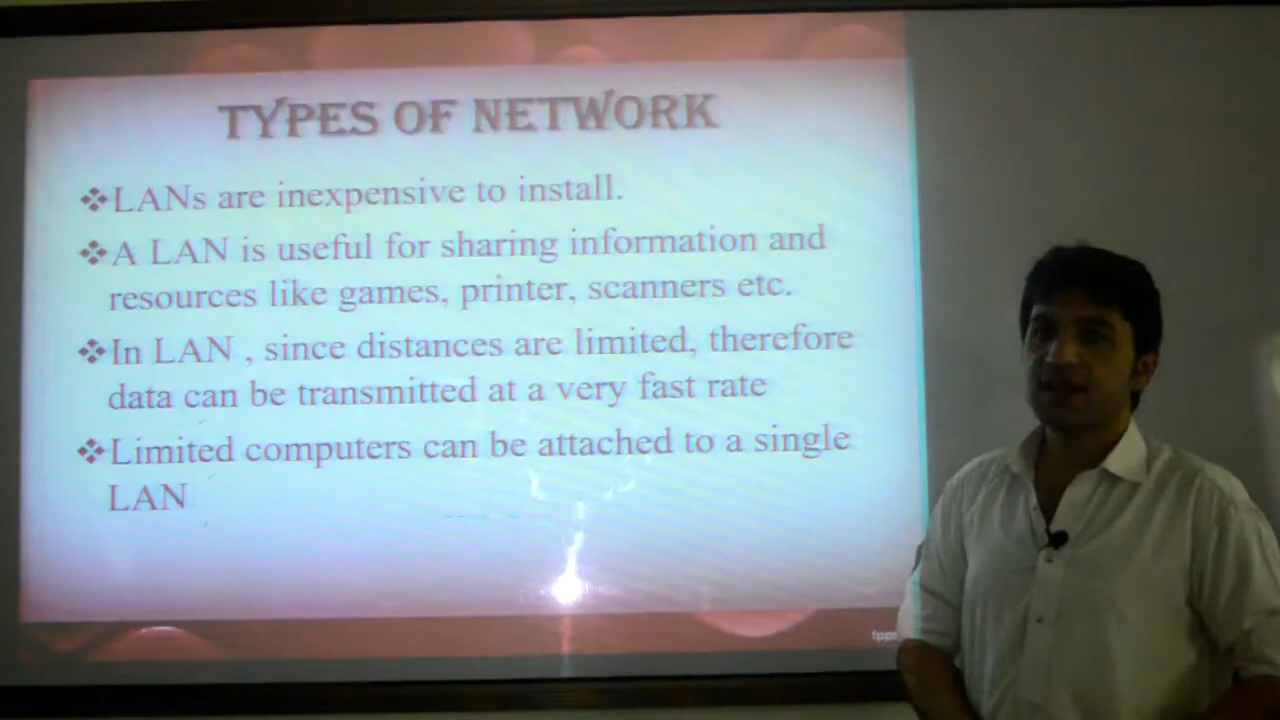 TYPES OF NETWORK
❖LANs are inexpensive to install.
❖A LAN is useful for sharing information and
resources like games, printer, scanners etc.
❖In LAN , since distances are limited, therefore
data can be transmitted at a very fast rate
❖Limited computers can be attached to a single
LAN